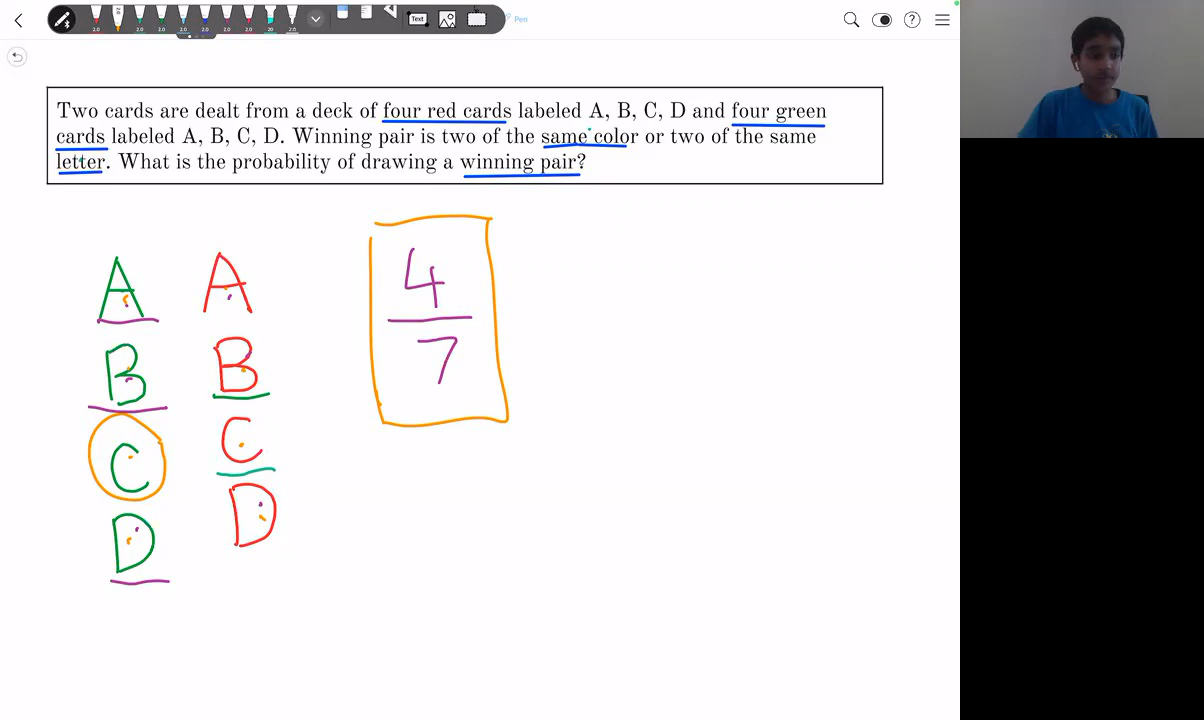 Text
Pen
Two cards are dealt from a deck of four red cards labeled A, B, C, D and four green
cards labeled A, B, C, D. Winning pair is two of the same color or two of the same
letter. What is the probability of drawing a winning pair?
A A
B B
C C
D D
4
7